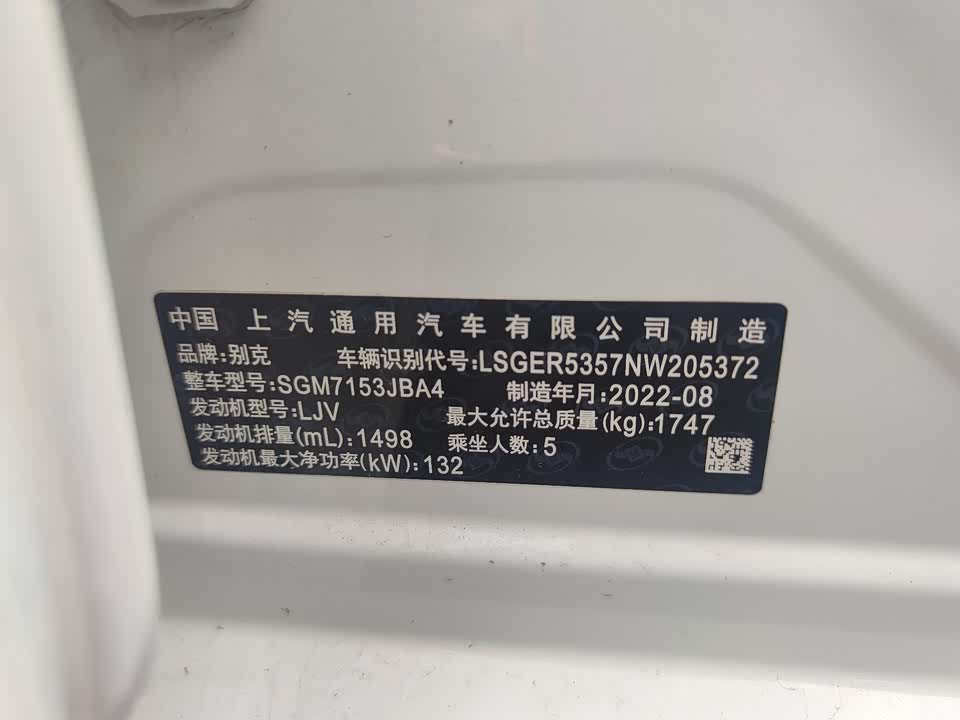 中国 上汽通用汽车有限公司制造
品牌:别克 车辆识别代号:LSGER5357NW205372
整车型号:SGM7153JBA4 制造年月:2022-08
发动机型号:LJV 最大允许总质量(kg):1747
发动机排量(mL):1498 乘坐人数:5
发动机最大净功率(kW):132